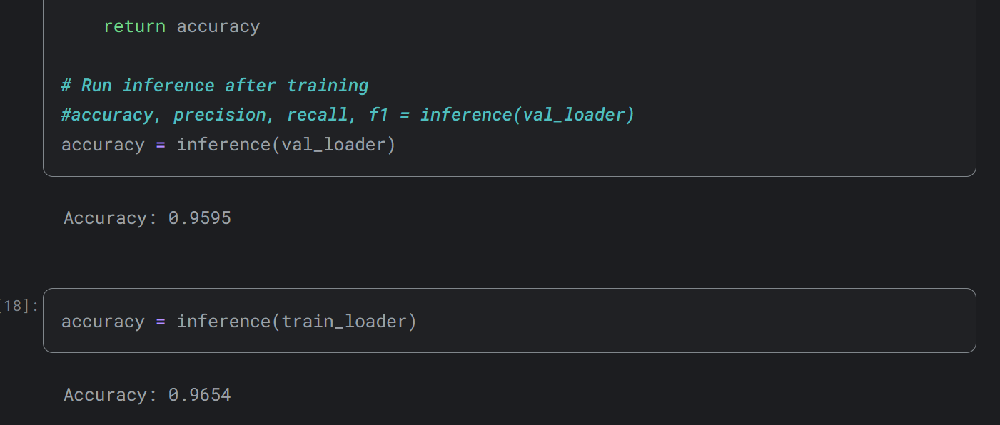 return accuracy
# Run inference after training
#accuracy, precision, recall, f1 = inference(val_loader)
accuracy = inference(val_loader)
Accuracy: 0.9595
[18]:
accuracy = inference(train_loader)
Accuracy: 0.9654